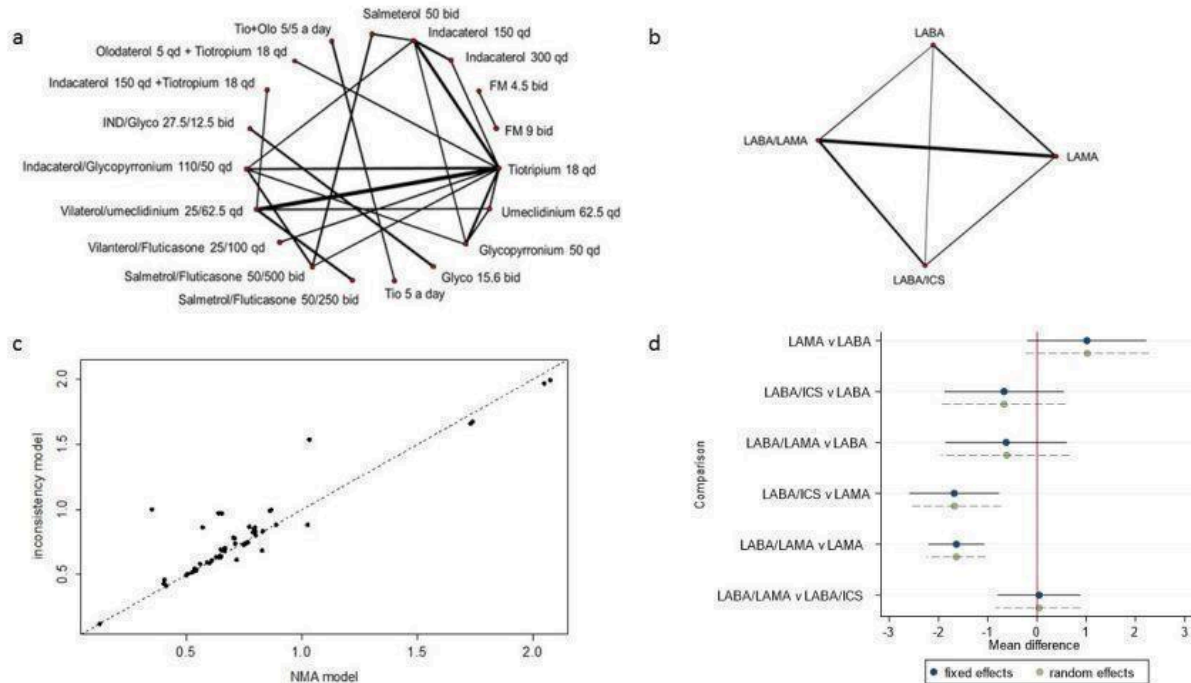 a
Salmeterol 50 bid
Tio+Olo 5/5 a day
Indacaterol 150 qd
Olodaterol 5 qd + Tiotropium 18 qd
Indacaterol 300 qd
Indacaterol 150 qd +Tiotropium 18 qd
FM 4.5 bid
IND/Glyco 27.5/12.5 bid
FM 9 bid
Indacaterol/Glycopyrronium 110/50 qd
Tiotripium 18 qd
Vilaterol/umeclidinium 25/62.5 qd
Umeclidinium 62.5 qd
Vilanterol/Fluticasone 25/100 qd
Glycopyrronium 50 qd
Salmetrol/Fluticasone 50/500 bid
Glyco 15.6 bid
Salmetrol/Fluticasone 50/250 bid
Tio 5 a day
b
LABA
LABA/LAMA
LAMA
LABA/ICS
c
inconsistency model
2.0
1.5
1.0
0.5
0.5 1.0 1.5 2.0
NMA model
d
Comparison
LAMA v LABA
LABA/ICS v LABA
LABA/LAMA v LABA
LABA/ICS v LAMA
LABA/LAMA v LAMA
LABA/LAMA v LABA/ICS
-3 -2 -1 0 1 2 3
Mean difference
fixed effects random effects